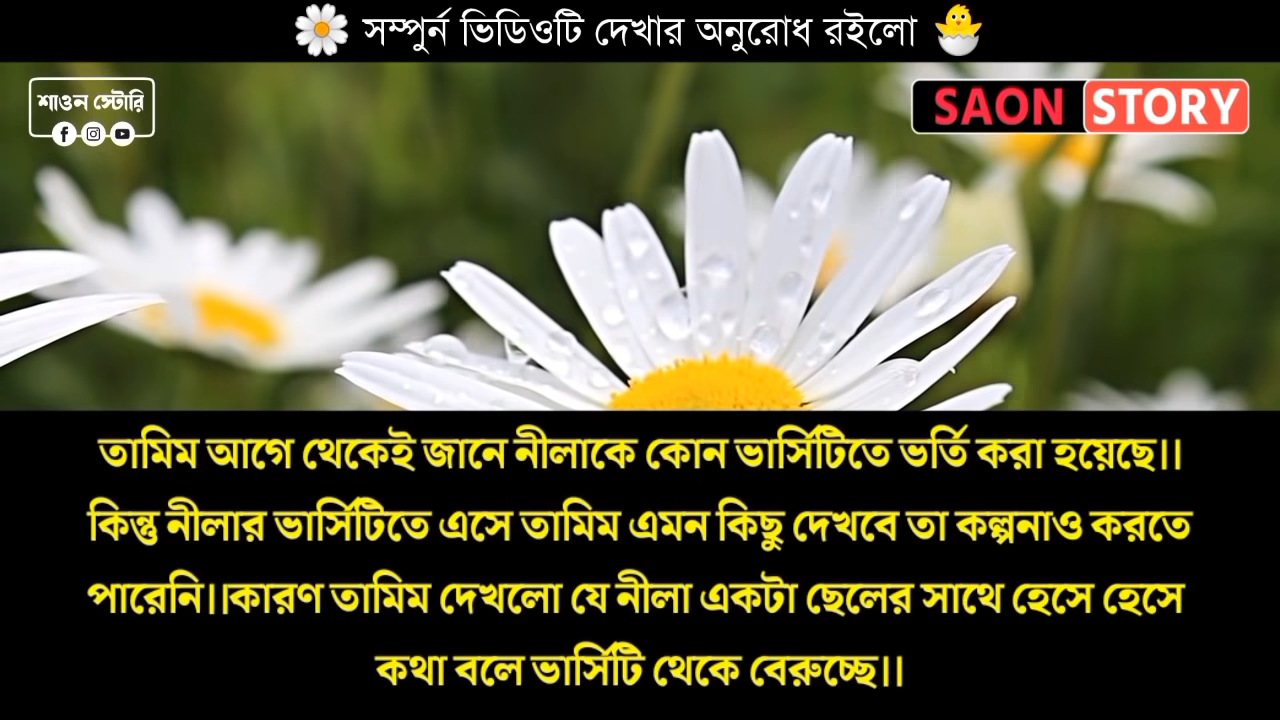 🌼 সম্পুর্ন ভিডিওটি দেখার অনুরোধ রইলো 🐣
শাওন স্টোরি
SAON STORY
তামিম আগে থেকেই জানে নীলাকে কোন ভার্সিটিতে ভর্তি করা হয়েছে।।
কিন্তু নীলার ভার্সিটিতে এসে তামিম এমন কিছু দেখবে তা কল্পনাও করতে
পারেনি।।কারণ তামিম দেখলো যে নীলা একটা ছেলের সাথে হেসে হেসে
কথা বলে ভার্সিটি থেকে বেরুচ্ছে।।